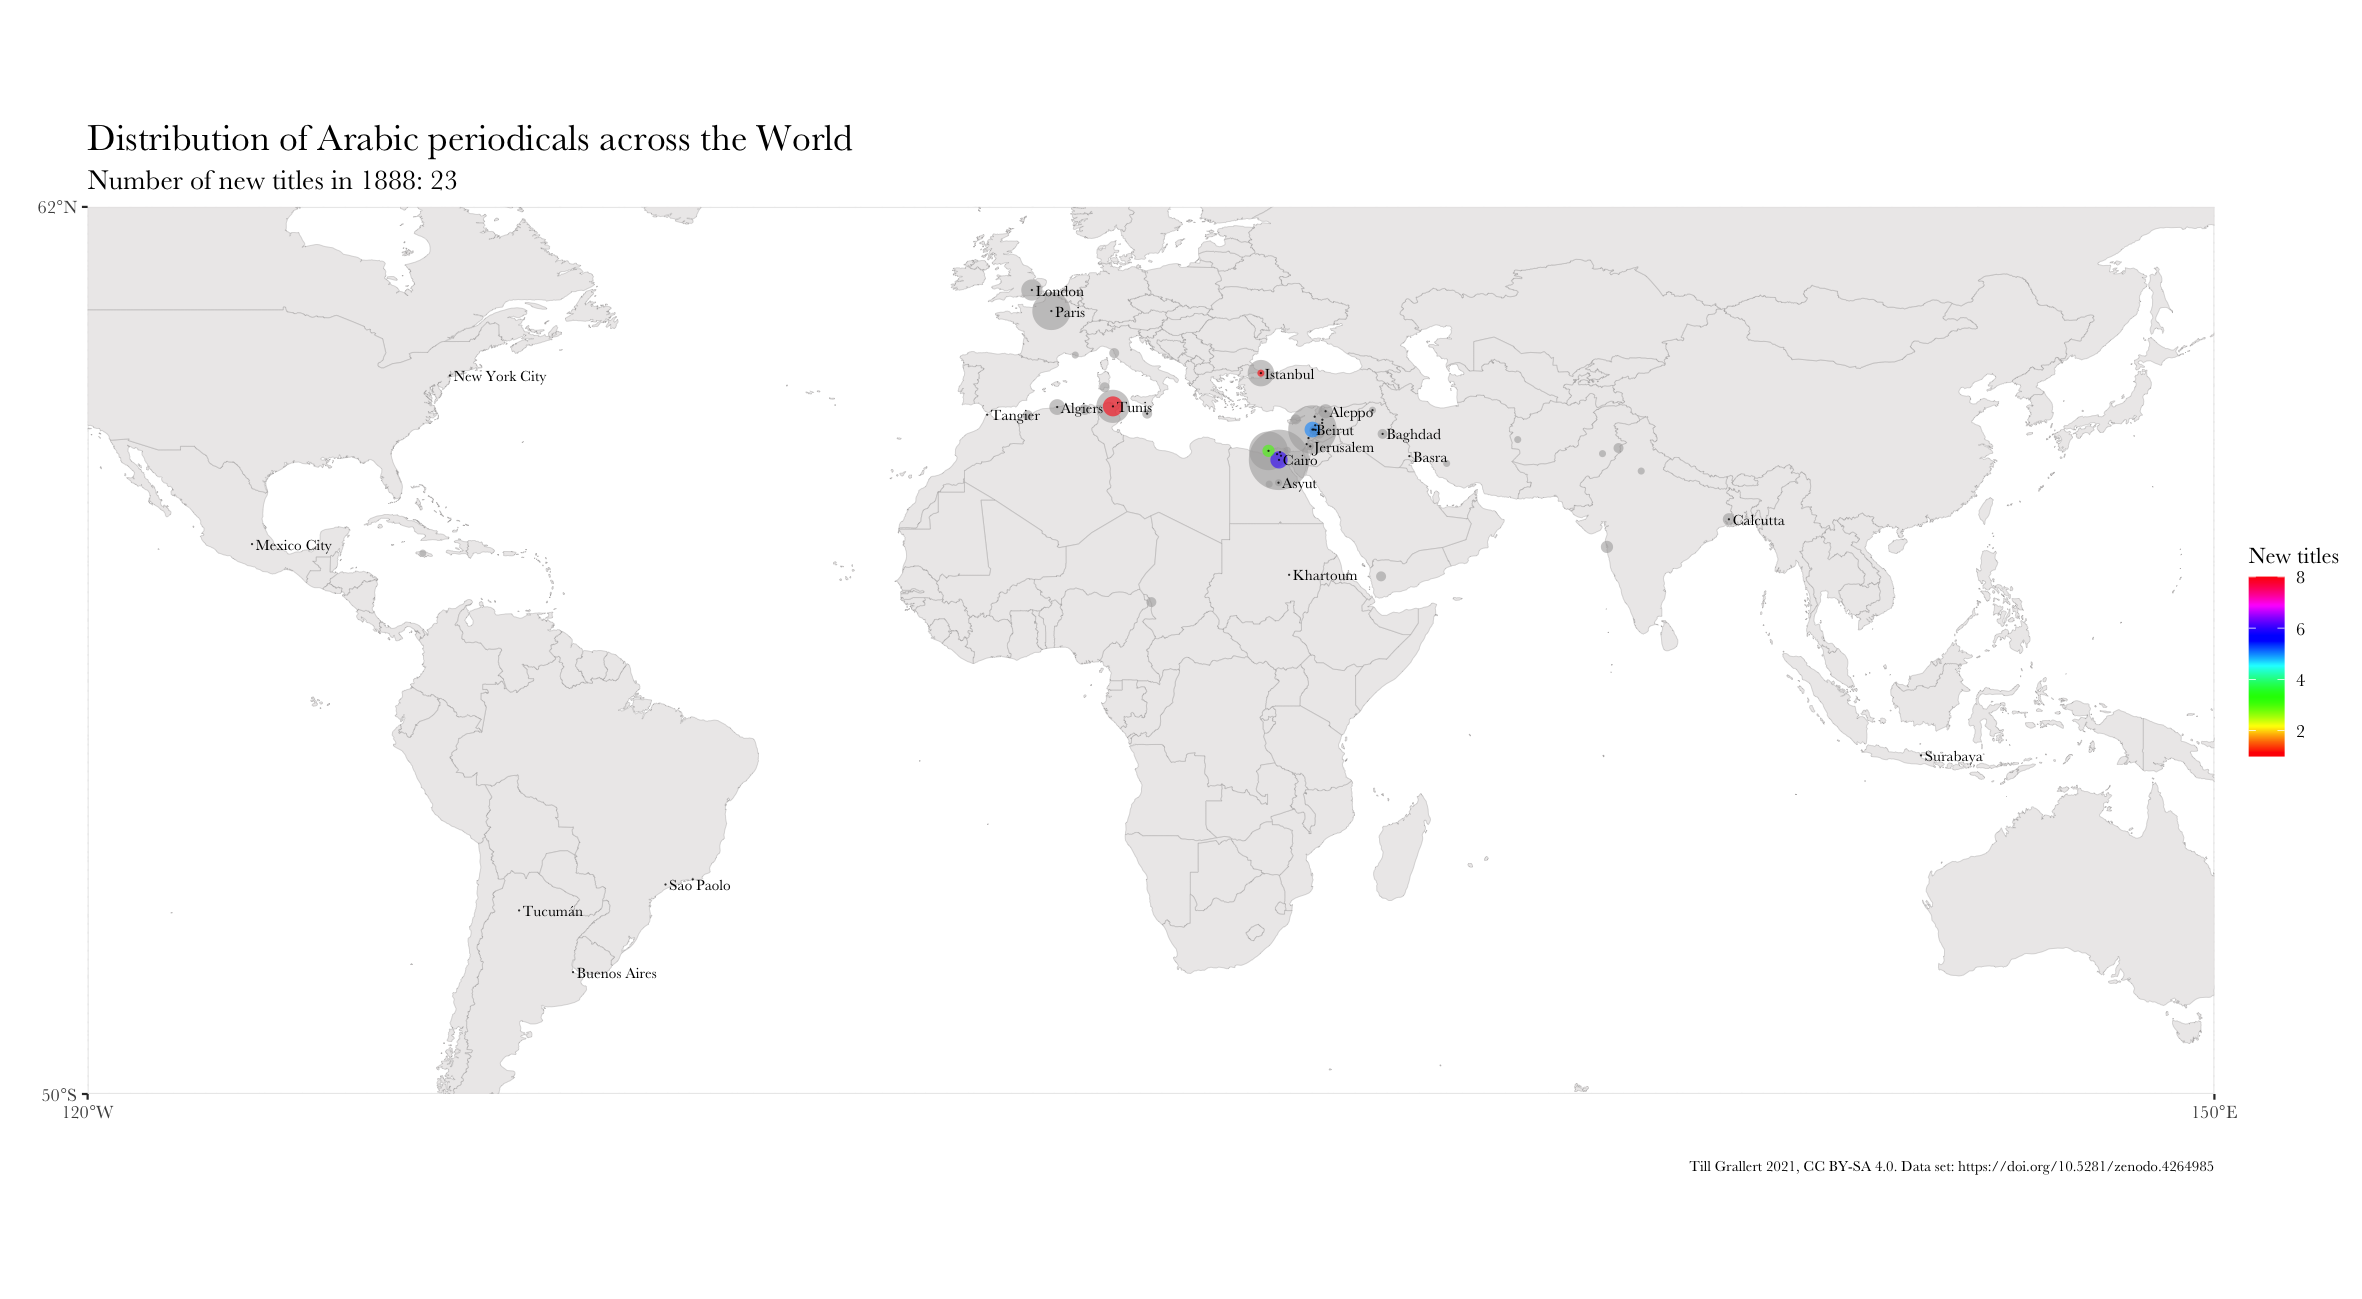 Distribution of Arabic periodicals across the World
Number of new titles in 1888: 23
62°N
London
Paris
New York City
Istanbul
Tangier
Algiers
Tunis
Aleppo
Beirut
Baghdad
Jerusalem
Basra
Cairo
Asyut
Calcutta
Mexico City
Khartoum
New titles
8
6
4
2
Surabaya
Sao Paolo
Tucumán
Buenos Aires
50°S
120°W
150°E
Till Grallert 2021, CC BY-SA 4.0. Data set: https://doi.org/10.5281/zenodo.4264985